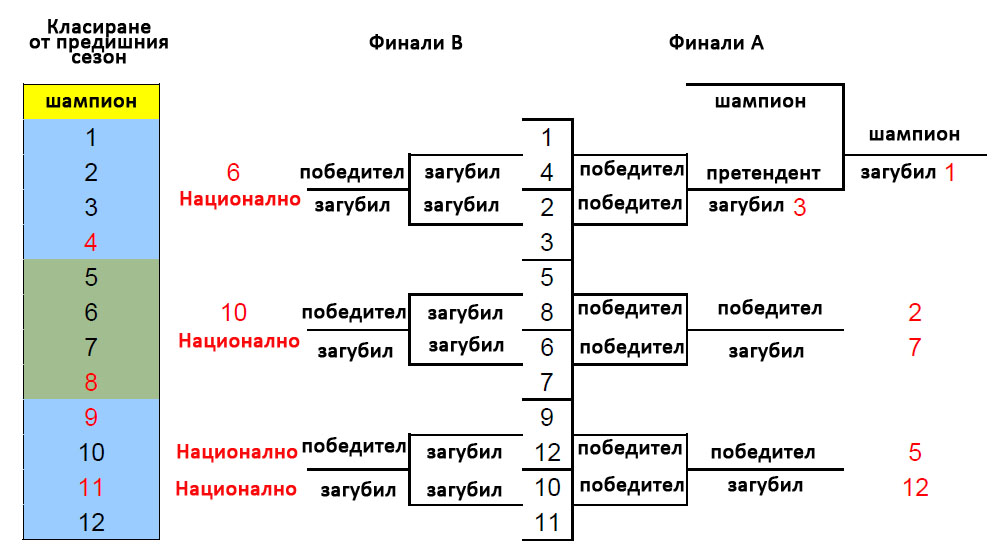 Класиране
от предишния
сезон
Финали В
Финали А
шампион
шампион
1
1
шампион
2
6
победител
загубил
4
победител
претендент
загубил 1
3
Национално
загубил
загубил
2
победител
загубил 3
4
3
5
5
6
10
победител
загубил
8
победител
победител
2
7
Национално
загубил
загубил
6
победител
загубил
7
8
7
9
9
10
Национално
победител
загубил
12
победител
победител
5
11
Национално
загубил
загубил
10
победител
загубил
12
12
11